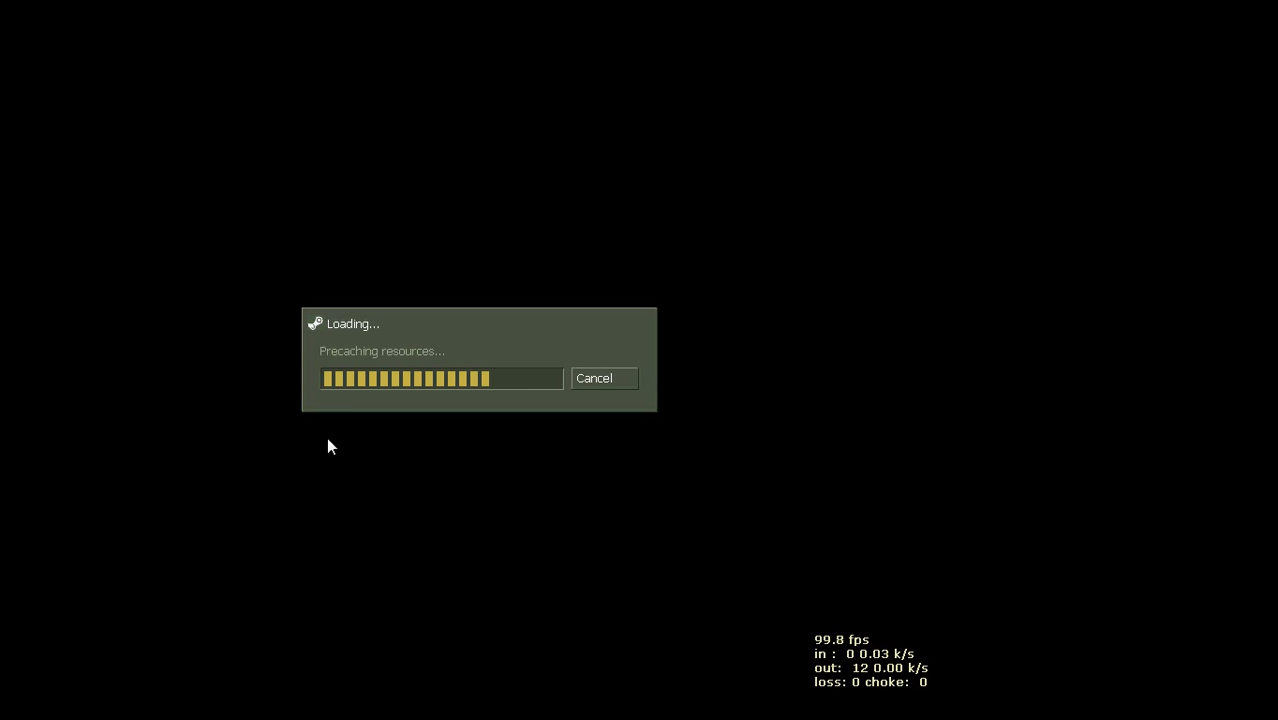 Loading...
Precaching resources...
Cancel
99.8 fps
in :  0 0.03 k/s
out:  12 0.00 k/s
loss: 0 choke:  0